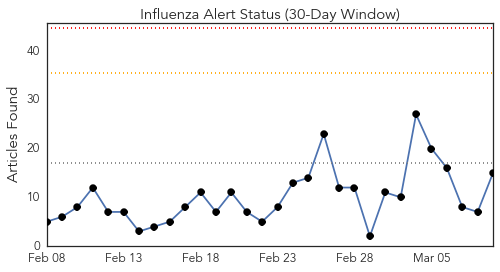 Influenza Alert Status (30-Day Window)
Articles Found
40
30
20
10
0
Feb 08 Feb 13 Feb 18 Feb 23 Feb 28 Mar 05